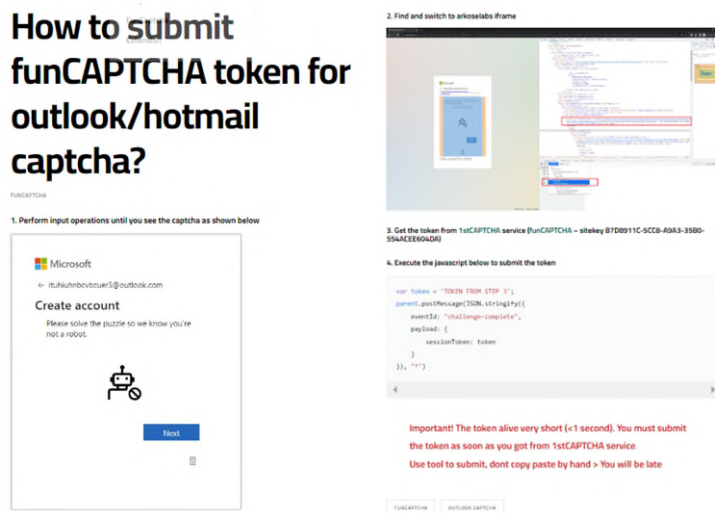 How to submit
funCAPTCHA token for
outlook/hotmail
captcha?
FUNCAPTCHA
1. Perform input operations until you see the captcha as shown below
Microsoft
← ituhiuhnbcvbzuer3@outlook.com
Create account
Please solve the puzzle so we know you're
not a robot.
Next
2. Find and switch to arkoselabs iframe
Microsoft
3. Get the token from 1stCAPTCHA service (funCAPTCHA – sitekey B7D8911C-5CC8-A9A3-35B0-
554ACEE604DA)
4. Execute the javascript below to submit the token
var token = 'TOKEN FROM STEP 3';
parent.postMessage(JSON.stringify({
eventId: "challenge-complete",
payload: {
sessionToken: token
}
}), "*")
Important! The token alive very short (<1 second). You must submit
the token as soon as you got from 1stCAPTCHA service.
Use tool to submit, dont copy paste by hand > You will be late
FUNCAPTCHA
OUTLOOK CAPTCHA